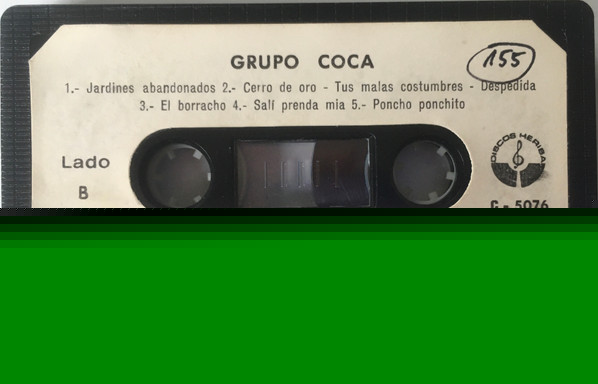 GRUPO COCA
155
1.- Jardines abandonados 2.- Cerro de oro - Tus malas costumbres - Despedida
3.- El borracho 4.- Salí prenda mia 5.- Poncho ponchito
Lado
B
DISCOS HERIBA
C - 5076